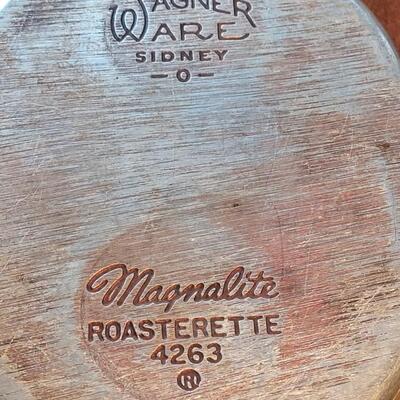 WAGNER
WARE
SIDNEY
-O-
Magnalite
ROASTERETTE
4263
®